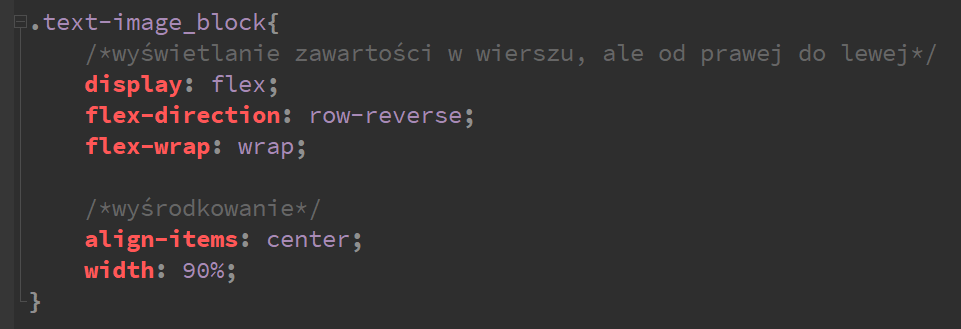 .text-image_block{
/*wyświetlanie zawartości w wierszu, ale od prawej do lewej*/
display: flex;
flex-direction: row-reverse;
flex-wrap: wrap;
/*wyśrodkowanie*/
align-items: center;
width: 90%;
}